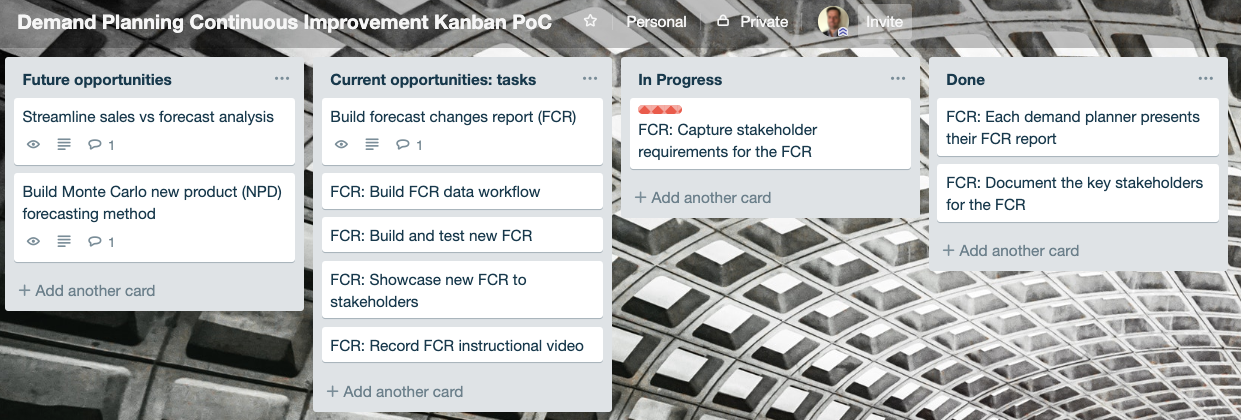 Demand Planning Continuous Improvement Kanban PoC
Personal
Private
Invite
Future opportunities
Streamline sales vs forecast analysis
1
Build Monte Carlo new product (NPD)
forecasting method
1
+ Add another card
Current opportunities: tasks
Build forecast changes report (FCR)
1
FCR: Build FCR data workflow
FCR: Build and test new FCR
FCR: Showcase new FCR to
stakeholders
FCR: Record FCR instructional video
+ Add another card
In Progress
FCR: Capture stakeholder
requirements for the FCR
+ Add another card
Done
FCR: Each demand planner presents
their FCR report
FCR: Document the key stakeholders
for the FCR
+ Add another card